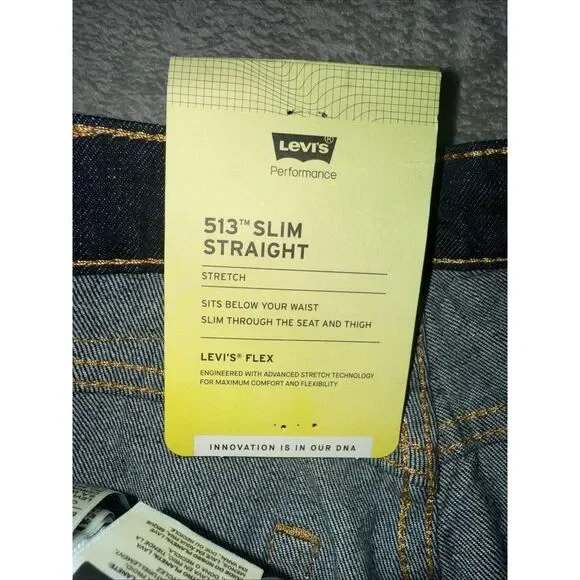 LEVI'S®
Performance
513™ SLIM
STRAIGHT
STRETCH
SITS BELOW YOUR WAIST
SLIM THROUGH THE SEAT AND THIGH
LEVI'S® FLEX
ENGINEERED WITH ADVANCED STRETCH TECHNOLOGY
FOR MAXIMUM COMFORT AND FLEXIBILITY
INNOVATION IS IN OUR DNA